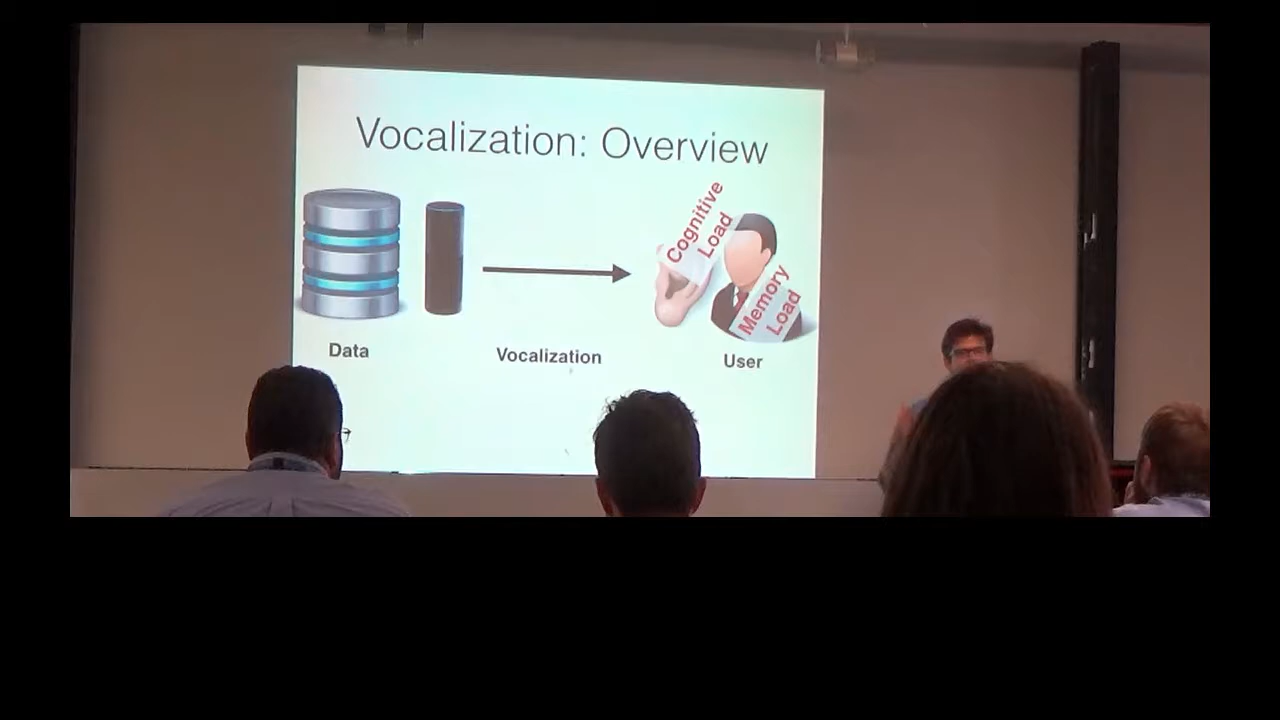 Vocalization: Overview
Cognitive
Load
Memory
Load
Data
Vocalization
User